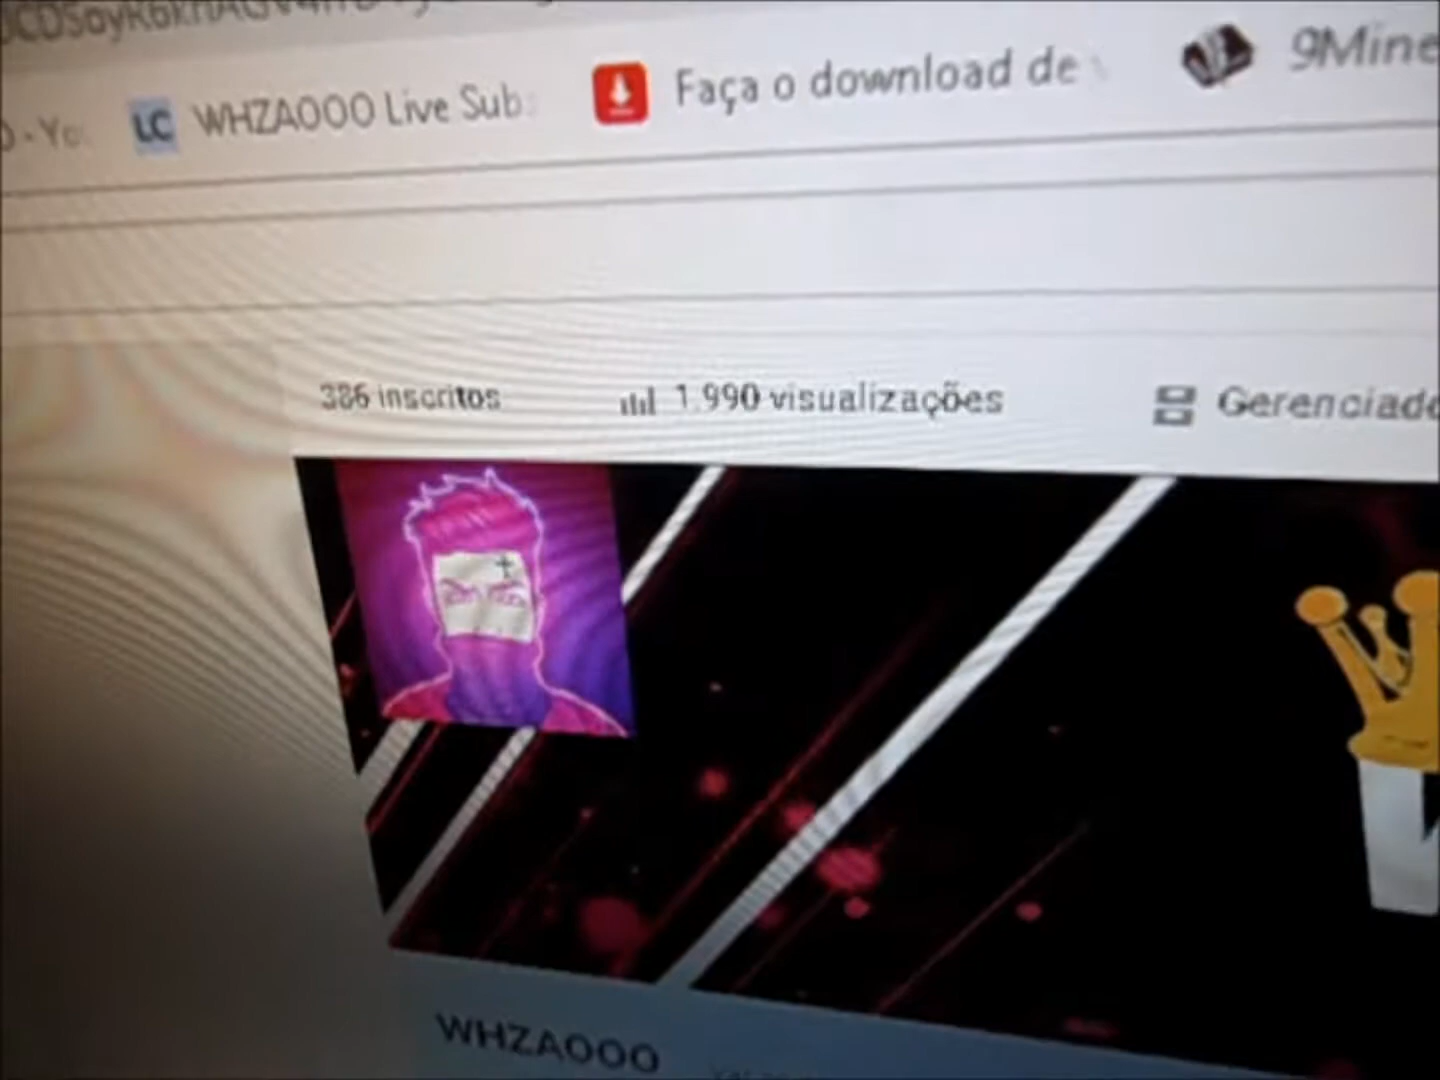 WHZAOOO Live Sub
Faça o download de
9Mine
386 inscritos
1.990 visualizações
Gerenciado
WHZAOOO